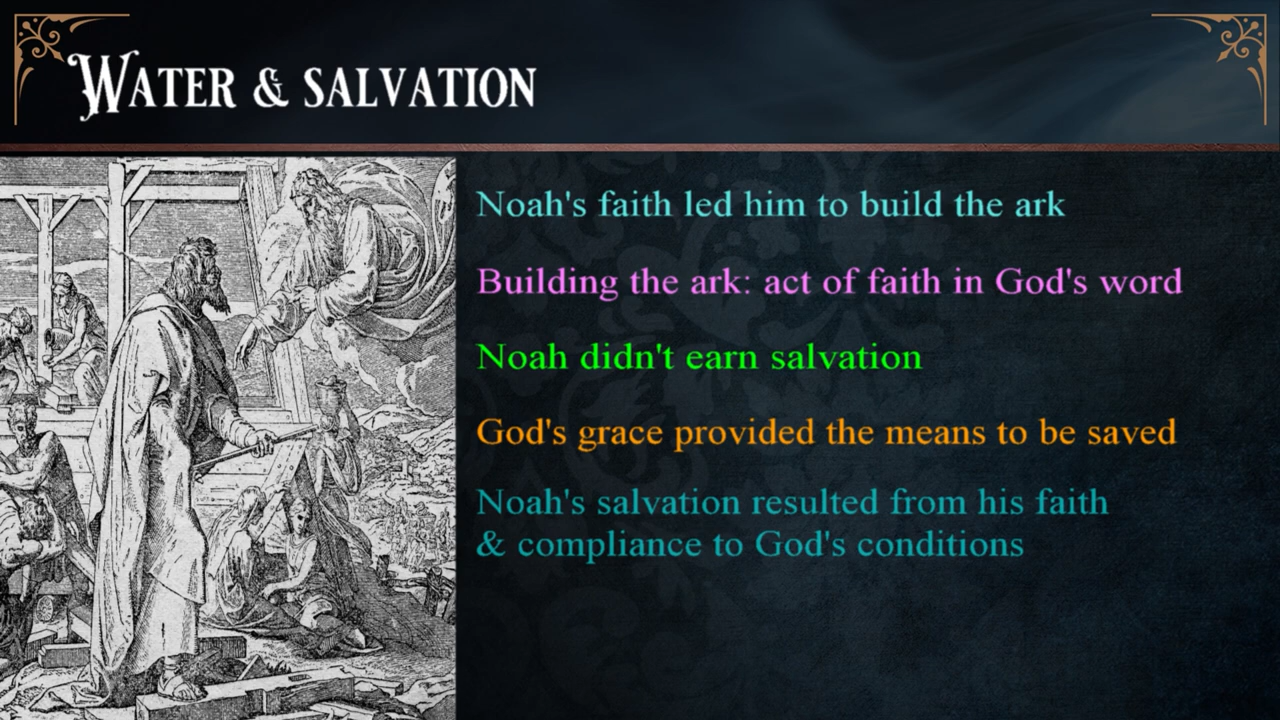 Water & salvation
Noah's faith led him to build the ark
Building the ark: act of faith in God's word
Noah didn't earn salvation
God's grace provided the means to be saved
Noah's salvation resulted from his faith
& compliance to God's conditions